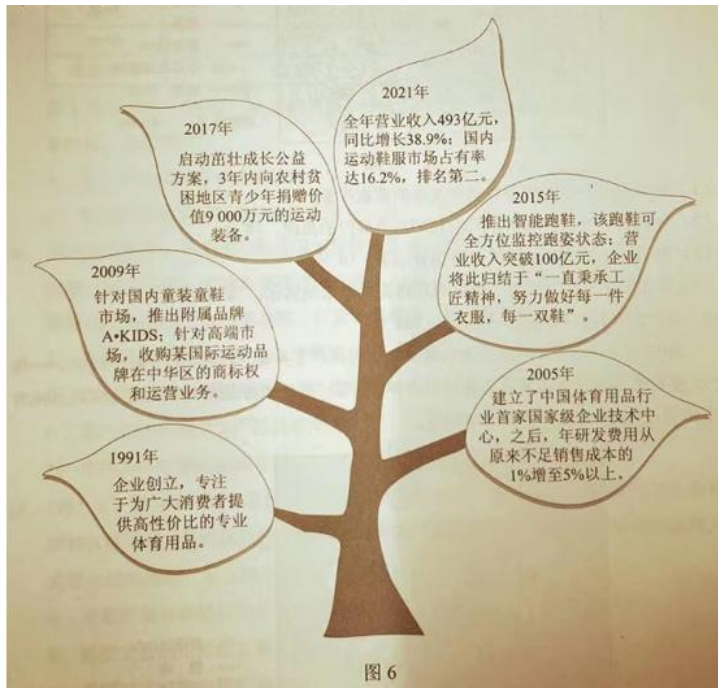 2021年
全年营业收入493亿元，
同比增长38.9%；国内
运动鞋服市场占有率
达16.2%，排名第二。
2017年
启动茁壮成长公益
方案，3年内向农村贫
困地区青少年捐赠价
值9 000万元的运动
装备。
2015年
推出智能跑鞋，该跑鞋可
全方位监控跑姿状态；营
业收入突破100亿元，企业
将此归结于“一直秉承工
匠精神，努力做好每一件
衣服，每一双鞋”。
2009年
针对国内童装童鞋
市场，推出附属品牌
A•KIDS；针对高端市
场，收购某国际运动品
牌在中华区的商标权
和运营业务。
2005年
建立了中国体育用品行
业首家国家级企业技术中
心，之后，年研发费用从
原来不足销售成本的
1%增至5%以上。
1991年
企业创立，专注
于为广大消费者提
供高性价比的专业
体育用品。
图 6